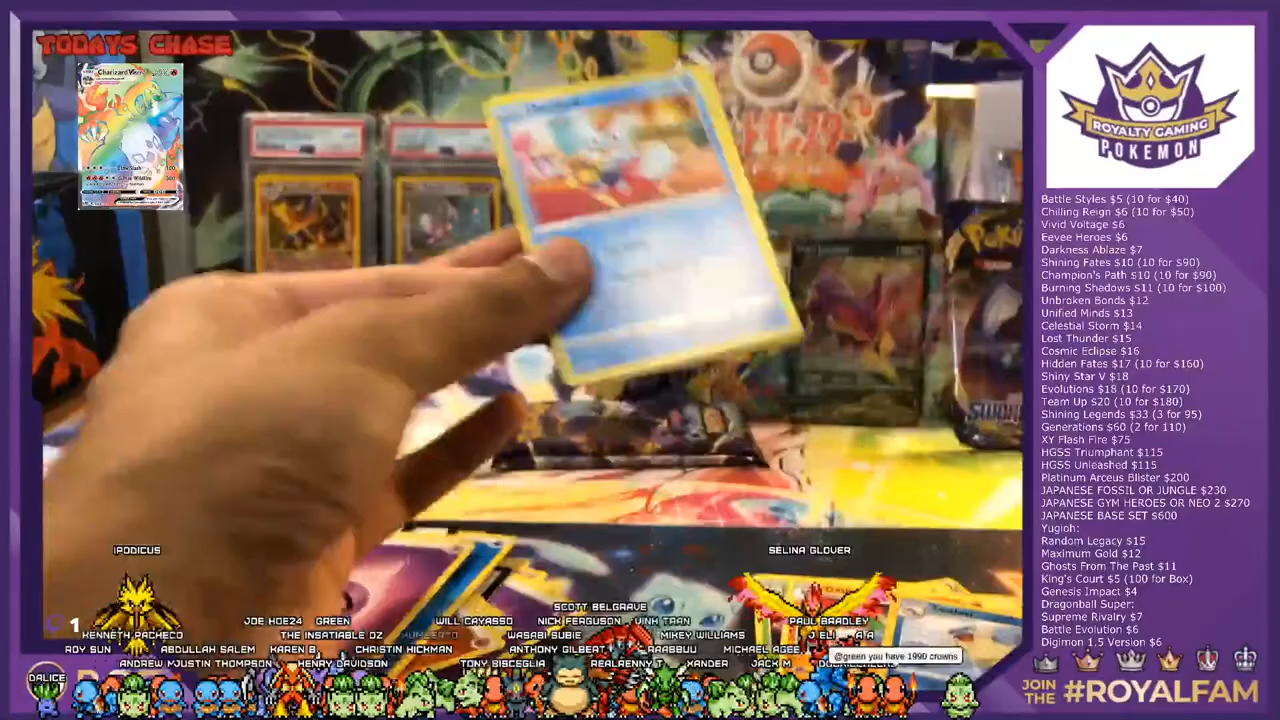 TODAYS CHASE
ROYALTY GAMING
POKEMON
Battle Styles $5 (10 for $40)
Chilling Reign $6 (10 for $50)
Vivid Voltage $6
Eevee Heroes $6
Darkness Ablaze $7
Shining Fates $10 (10 for $90)
Champion's Path $10 (10 for $90)
Burning Shadows $11 (10 for $100)
Unbroken Bonds $12
Unified Minds $13
Celestial Storm $14
Lost Thunder $15
Cosmic Eclipse $16
Hidden Fates $17 (10 for $160)
Shiny Star V $18
Evolutions $18 (10 for $170)
Team Up $20 (10 for $180)
Shining Legends $33 (3 for 95)
Generations $60 (2 for 110)
XY Flash Fire $75
HGSS Triumphant $115
HGSS Unleashed $115
Platinum Arceus Blister $200
JAPANESE FOSSIL OR JUNGLE $230
JAPANESE GYM HEROES OR NEO 2 $270
JAPANESE BASE SET $600
Yugioh:
Random Legacy $15
Maximum Gold $12
Ghosts From The Past $11
King's Court $5 (100 for Box)
Genesis Impact $4
Dragonball Super:
Supreme Rivalry $7
Battle Evolution $6
Digimon 1.5 Version $6
JOIN THE #ROYALFAM
IPODICUS
SELINA GLOVER
SCOTT BELGRAVE
1
JOE HOE24 GREEN WILL CAYASSO NICK FERGUSON VINH TRAN PAUL BRADLEY
KENNETH PACHECO THE INSATIABLE OZ WASABI SUBIE MIKEY WILLIAMS
ROY SUN ABDULLAH SALEM KAREN B. CHRISTIN HICKMAN ANTHONY GILBERT MICHAEL AGEE
HENRY DAVIDSON TONY BISCEGLIA REALRENNY XANDER JACK M
@green you have 1990 crowns
DALICE